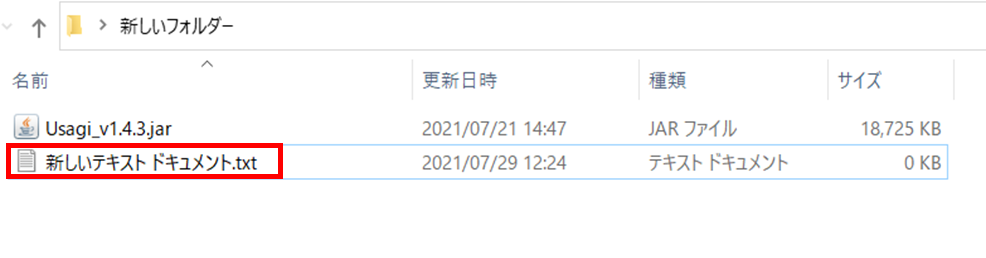 新しいフォルダー
名前 更新日時 種類 サイズ
Usagi_v1.4.3.jar 2021/07/21 14:47 JAR ファイル 18,725 KB
新しいテキスト ドキュメント.txt 2021/07/29 12:24 テキスト ドキュメント 0 KB